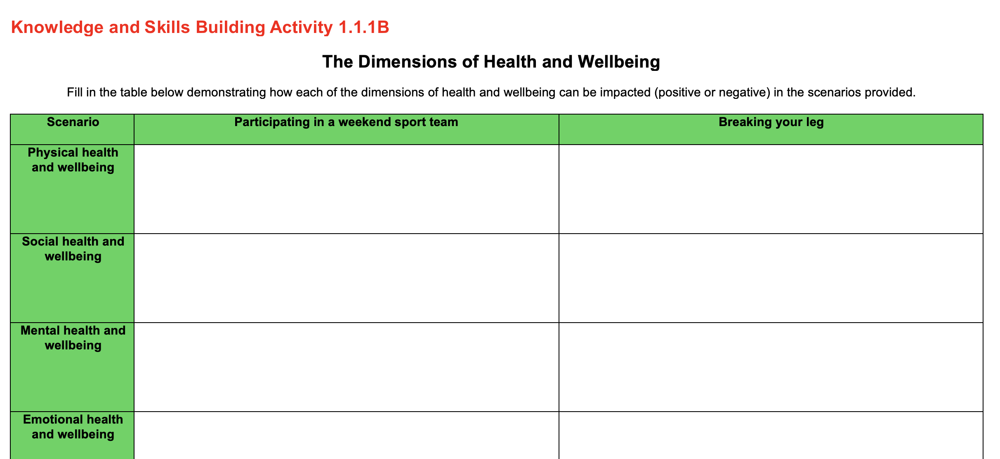 Knowledge and Skills Building Activity 1.1.1B
The Dimensions of Health and Wellbeing
Fill in the table below demonstrating how each of the dimensions of health and wellbeing can be impacted (positive or negative) in the scenarios provided.
Scenario
Participating in a weekend sport team
Breaking your leg
Physical health
and wellbeing
Social health and
wellbeing
Mental health and
wellbeing
Emotional health
and wellbeing